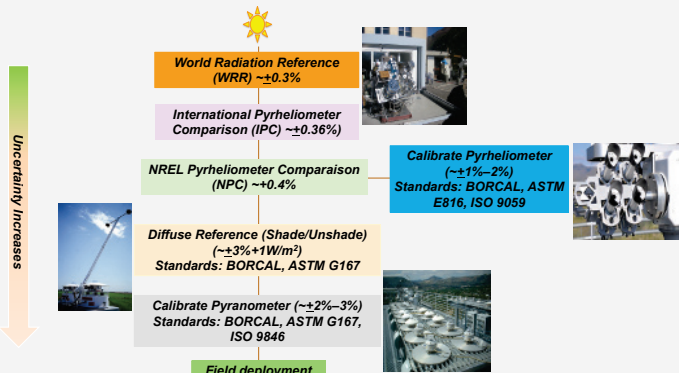 World Radiation Reference
(WRR) ~±0.3%
International Pyrheliometer
Comparison (IPC) ~±0.36%)
NREL Pyrheliometer Comparaison
(NPC) ~+0.4%
Calibrate Pyrheliometer
(~±1%–2%)
Standards: BORCAL, ASTM
E816, ISO 9059
Uncertainty Increases
Diffuse Reference (Shade/Unshade)
(~±3%+1W/m²)
Standards: BORCAL, ASTM G167
Calibrate Pyranometer (~±2%–3%)
Standards: BORCAL, ASTM G167,
ISO 9846
Field deployment